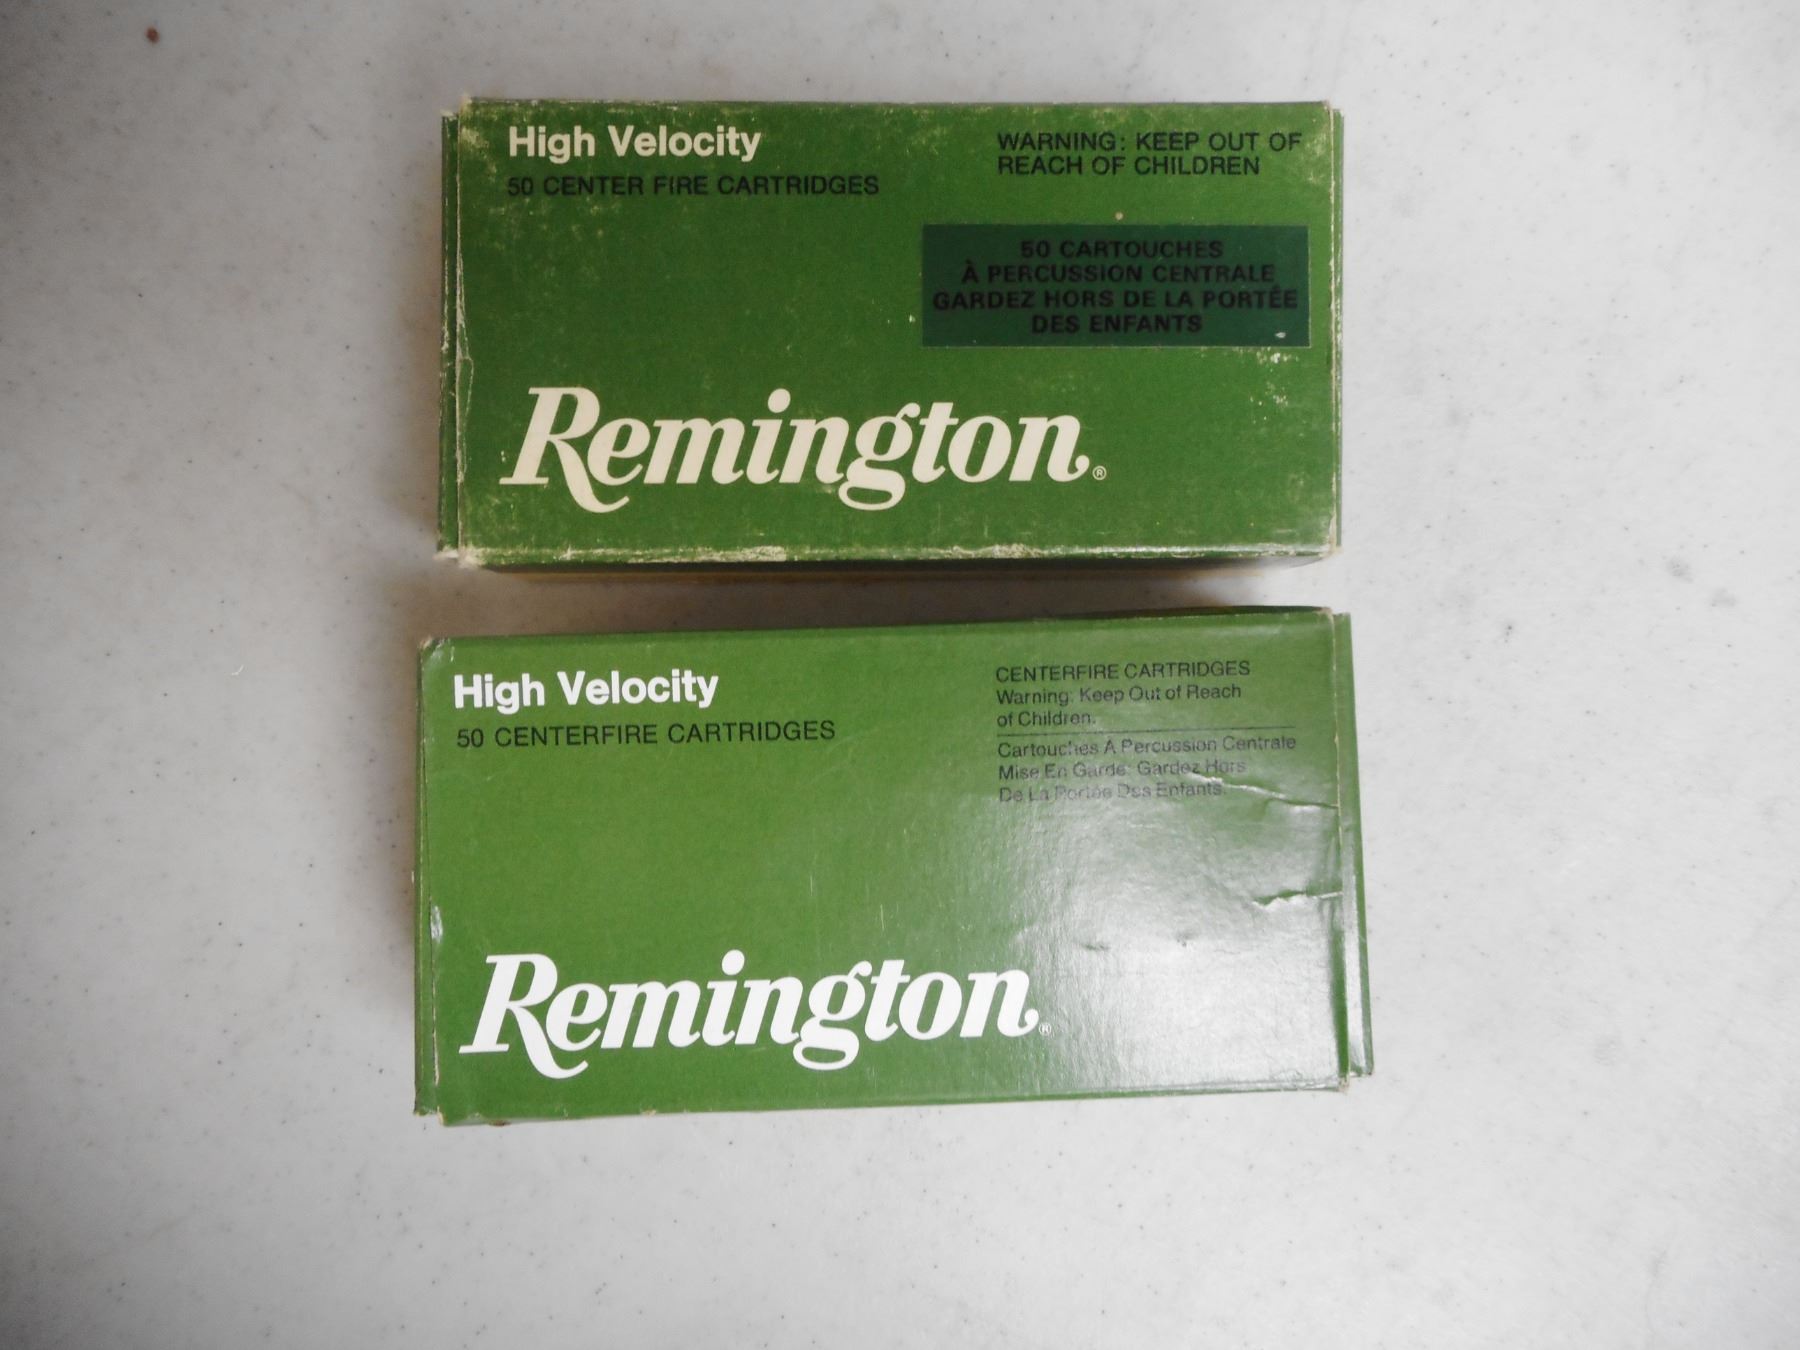 High Velocity
50 CENTER FIRE CARTRIDGES
WARNING: KEEP OUT OF
REACH OF CHILDREN
50 CARTOUCHES
À PERCUSSION CENTRALE
GARDEZ HORS DE LA PORTÉE
DES ENFANTS
Remington®
High Velocity
50 CENTERFIRE CARTRIDGES
CENTERFIRE CARTRIDGES
Warning: Keep Out of Reach
of Children.
Cartouches A Percussion Centrale
Mise En Garde: Gardez Hors
De La Portée Des Enfants.
Remington®